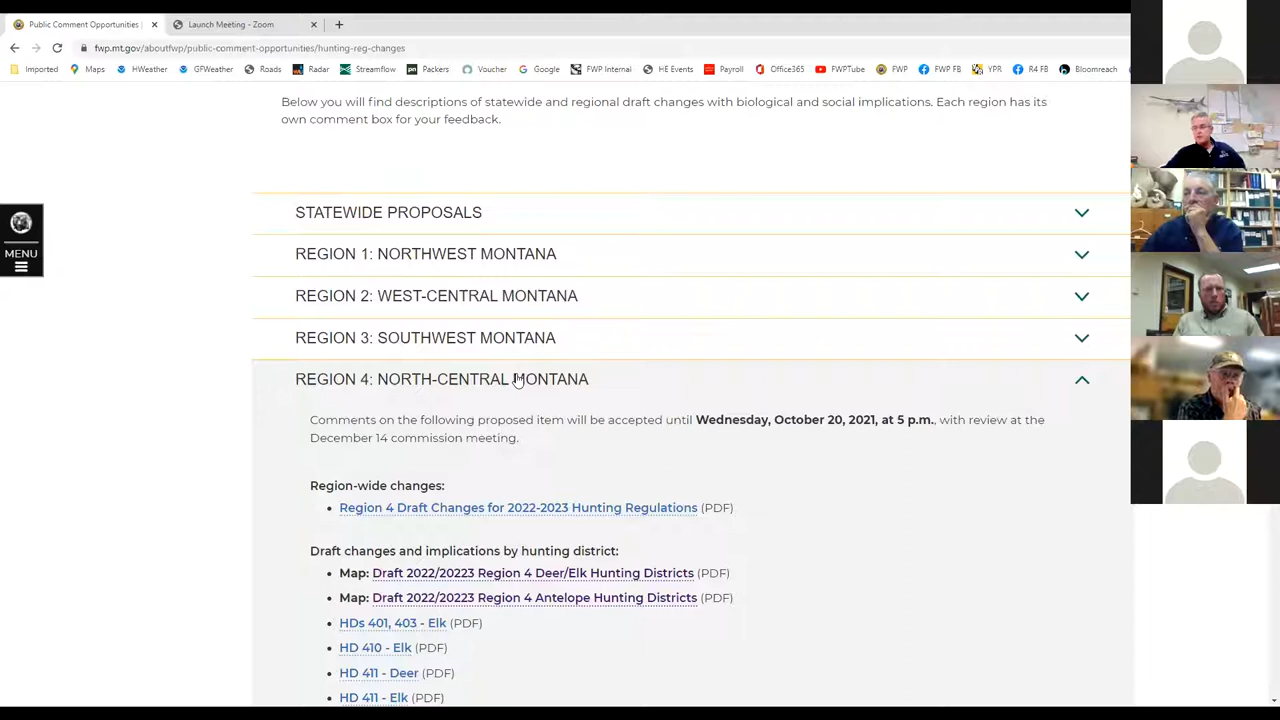 Public Comment Opportunities |
Launch Meeting - Zoom
fwp.mt.gov/aboutfwp/public-comment-opportunities/hunting-reg-changes
Imported Maps HWeather GFWeather Roads Radar Streamflow Packers Voucher Google FWP Internal HE Events Payroll Office365 FWPTube FWP FWP FB YPR R4 FB Bloomreach
Below you will find descriptions of statewide and regional draft changes with biological and social implications. Each region has its
own comment box for your feedback.
MENU
STATEWIDE PROPOSALS
REGION 1: NORTHWEST MONTANA
REGION 2: WEST-CENTRAL MONTANA
REGION 3: SOUTHWEST MONTANA
REGION 4: NORTH-CENTRAL MONTANA
Comments on the following proposed item will be accepted until Wednesday, October 20, 2021, at 5 p.m., with review at the
December 14 commission meeting.
Region-wide changes:
• Region 4 Draft Changes for 2022-2023 Hunting Regulations (PDF)
Draft changes and implications by hunting district:
• Map: Draft 2022/20223 Region 4 Deer/Elk Hunting Districts (PDF)
• Map: Draft 2022/20223 Region 4 Antelope Hunting Districts (PDF)
• HDs 401, 403 - Elk (PDF)
• HD 410 - Elk (PDF)
• HD 411 - Deer (PDF)
• HD 411 - Elk (PDF)